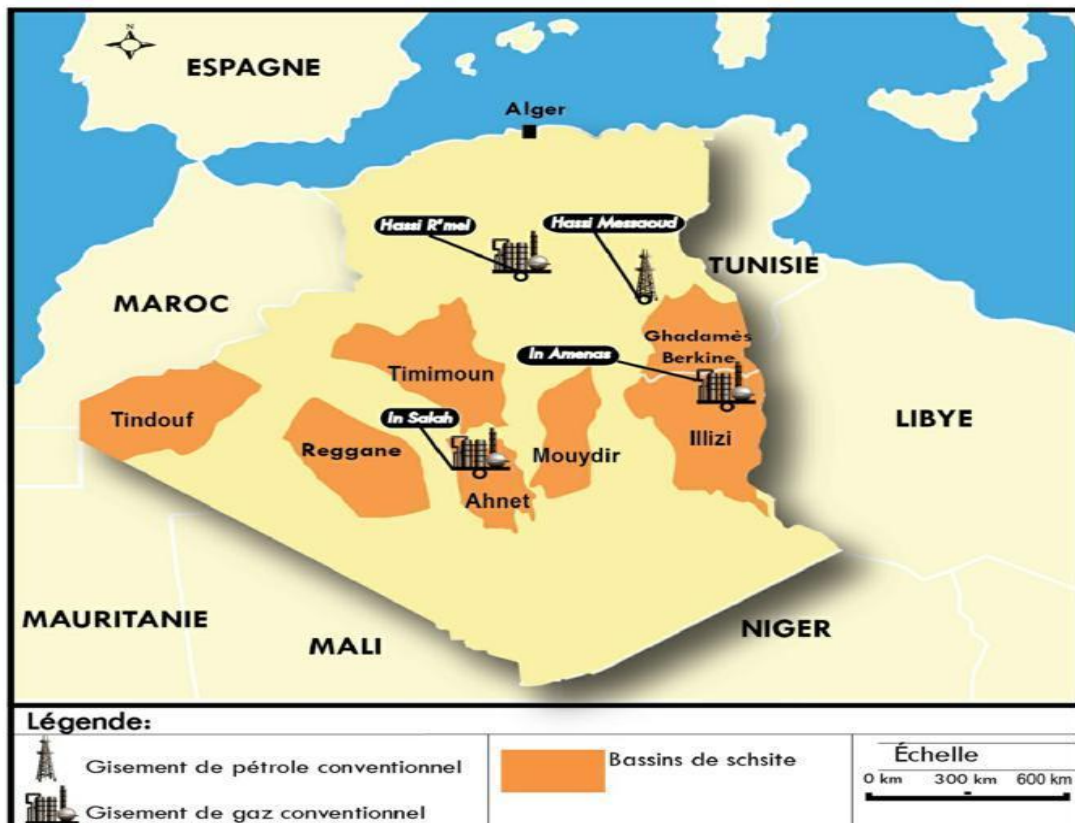 N
ESPAGNE
Alger
Hassi R'mel
Hassi Messaoud
TUNISIE
MAROC
Ghadamès
Berkine
In Amenas
Timimoun
Tindouf
In Salah
LIBYE
Reggane
Mouydir
Illizi
Ahnet
MAURITANIE
MALI
NIGER
Légende:
Gisement de pétrole conventionnel
Gisement de gaz conventionnel
Bassins de schsite
Échelle
0 km 300 km 600 km